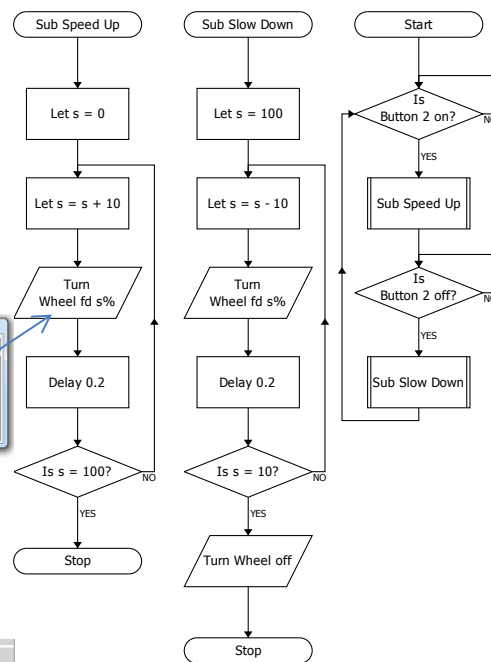 Sub Speed Up
Let s = 0
Let s = s + 10
Turn
Wheel fd s%
Delay 0.2
Is s = 100?
NO
YES
Stop
Sub Slow Down
Let s = 100
Let s = s - 10
Turn
Wheel fd s%
Delay 0.2
Is s = 10?
NO
YES
Turn Wheel off
Stop
Start
Is
Button 2 on?
NO
YES
Sub Speed Up
Is
Button 2 off?
NO
YES
Sub Slow Down